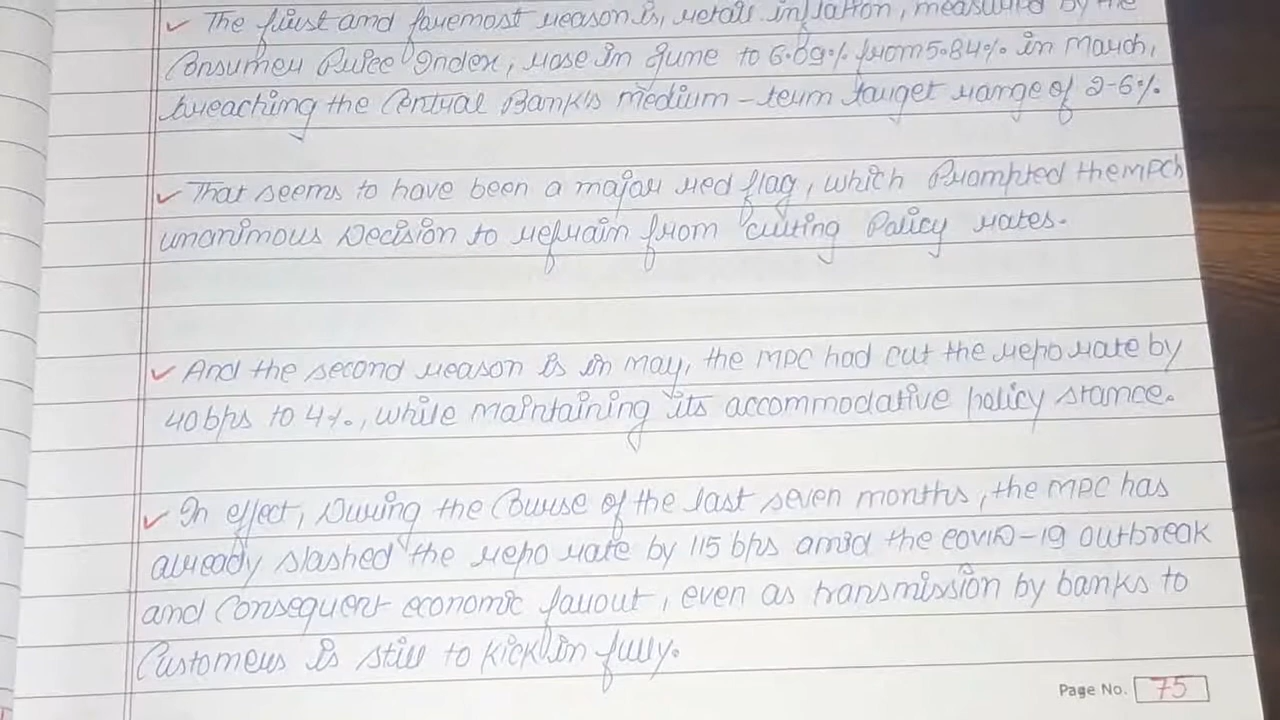 ✓ The first and foremost reason is, retail inflation, measured by the
Consumer Price Index, rose in June to 6.09% from 5.84% in March,
breaching the Central Bank's medium-term target range of 2-6%.
✓ That seems to have been a major red flag, which Prompted the MPC's
unanimous Decision to refrain from cutting Policy rates.
✓ And the second reason is in may, the MPC had cut the repo rate by
40 bps to 4%, while maintaining its accommodative policy stance.
✓ In effect, During the Course of the last seven months, the MPC has
already slashed the repo rate by 115 bps amid the COVID-19 outbreak
and Consequent economic fallout, even as transmission by banks to
Customers is still to kick in fully.
Page No. 75